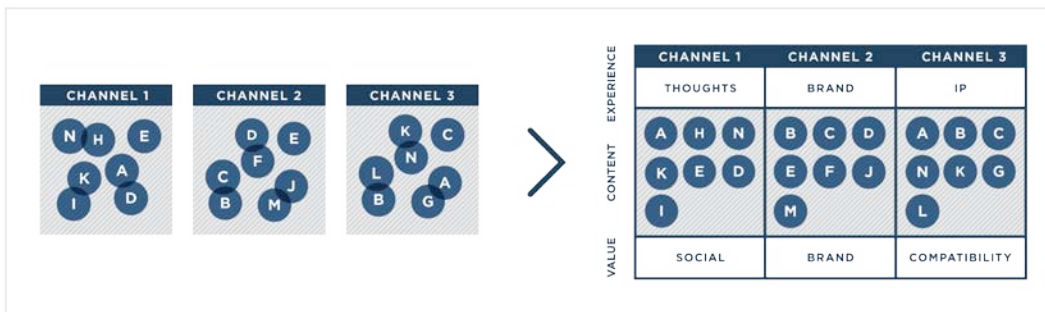 CHANNEL 1
N H E
K A
I D
CHANNEL 2
D E
F
C J
B M
CHANNEL 3
K C
N
L A
B G
EXPERIENCE
CONTENT
VALUE
CHANNEL 1 CHANNEL 2 CHANNEL 3
THOUGHTS BRAND IP
A H N B C D A B C
K E D E F J N K G
I M L
SOCIAL BRAND COMPATIBILITY